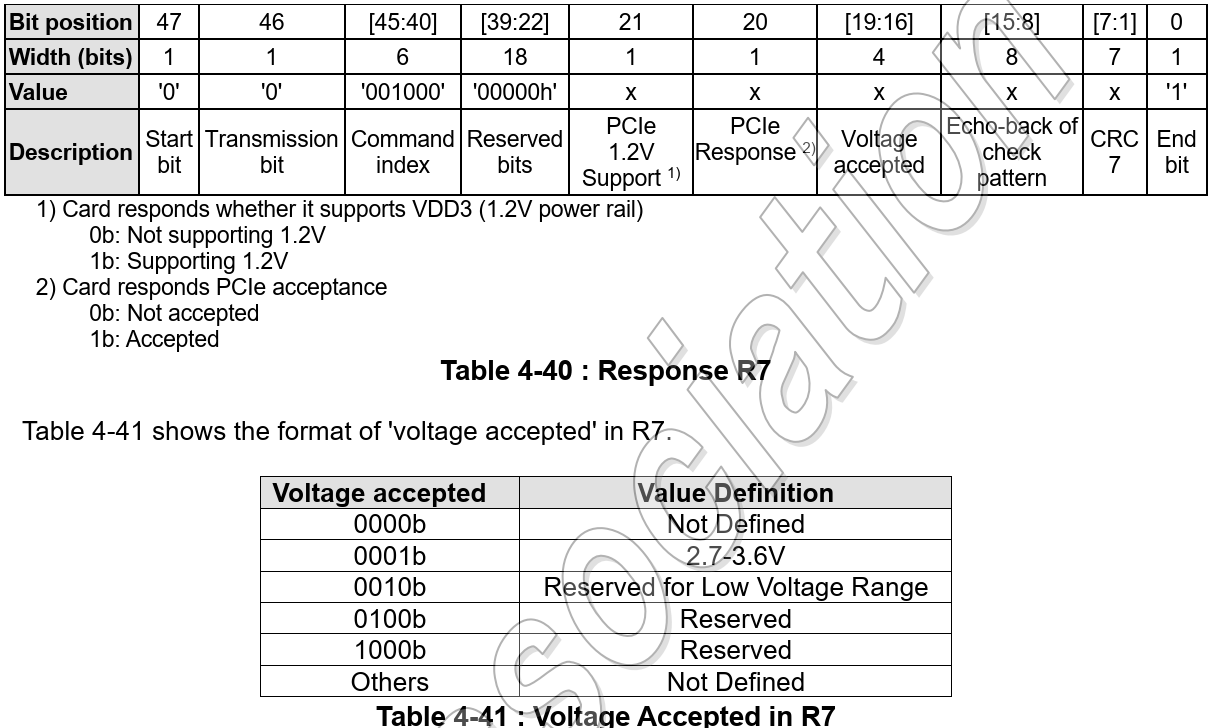 Bit position 47 46 [45:40] [39:22] 21 20 [19:16] [15:8] [7:1] 0
Width (bits) 1 1 6 18 1 1 4 8 7 1
Value '0' '0' '001000' '00000h' x x x x x '1'
Description Start bit Transmission bit Command index Reserved bits PCIe 1.2V Support 1) PCIe Response 2) Voltage accepted Echo-back of check pattern CRC 7 End bit
1) Card responds whether it supports VDD3 (1.2V power rail)
0b: Not supporting 1.2V
1b: Supporting 1.2V
2) Card responds PCIe acceptance
0b: Not accepted
1b: Accepted
Table 4-40 : Response R7
Table 4-41 shows the format of 'voltage accepted' in R7.
Voltage accepted Value Definition
0000b Not Defined
0001b 2.7-3.6V
0010b Reserved for Low Voltage Range
0100b Reserved
1000b Reserved
Others Not Defined
Table 4-41 : Voltage Accepted in R7
sociation